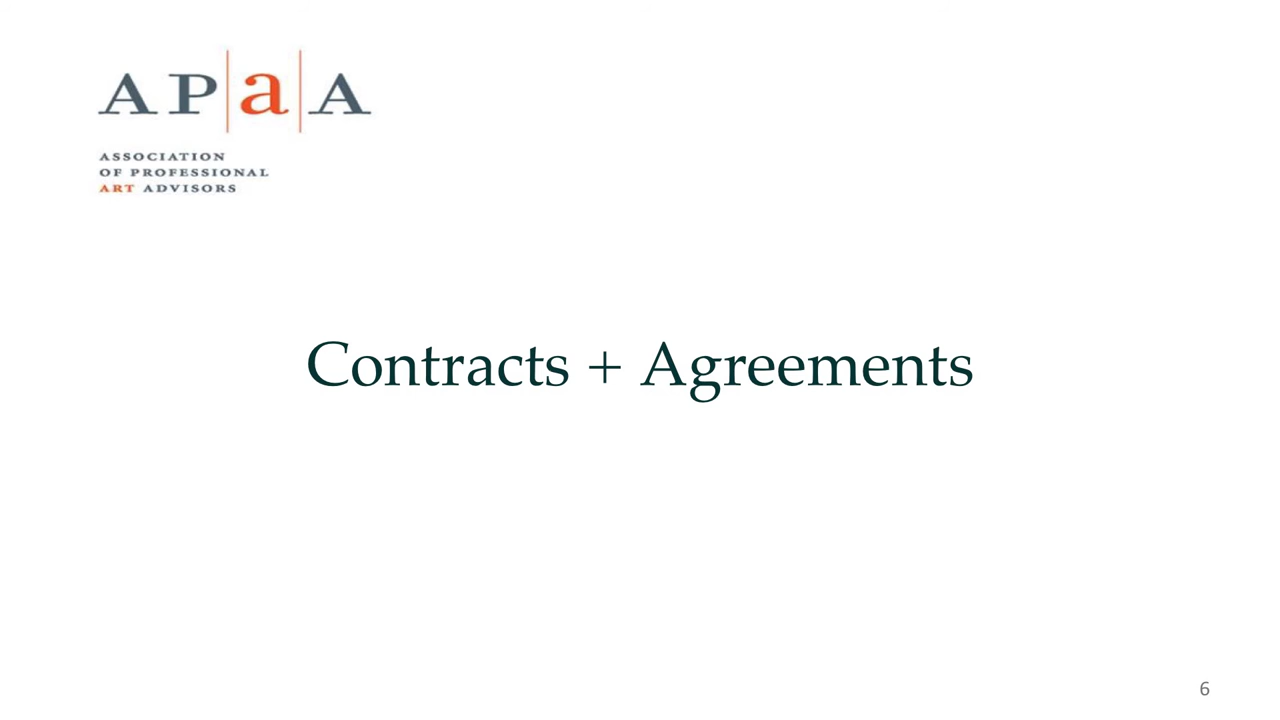 APaA
ASSOCIATION
OF PROFESSIONAL
ART ADVISORS
Contracts + Agreements
6